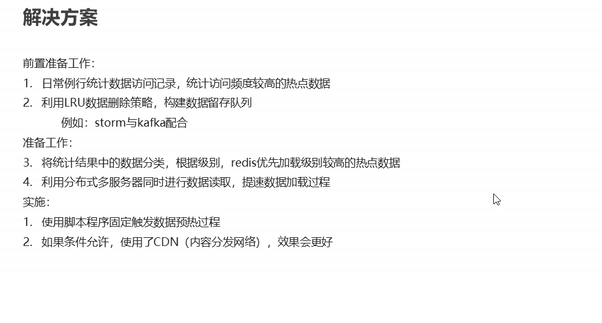 解决方案
前置准备工作：
1. 日常例行统计数据访问记录，统计访问频度较高的热点数据
2. 利用LRU数据删除策略，构建数据留存队列
例如：storm与kafka配合
准备工作：
3. 将统计结果中的数据分类，根据级别，redis优先加载级别较高的热点数据
4. 利用分布式多服务器同时进行数据读取，提速数据加载过程
实施：
1. 使用脚本程序固定触发数据预热过程
2. 如果条件允许，使用了CDN（内容分发网络），效果会更好